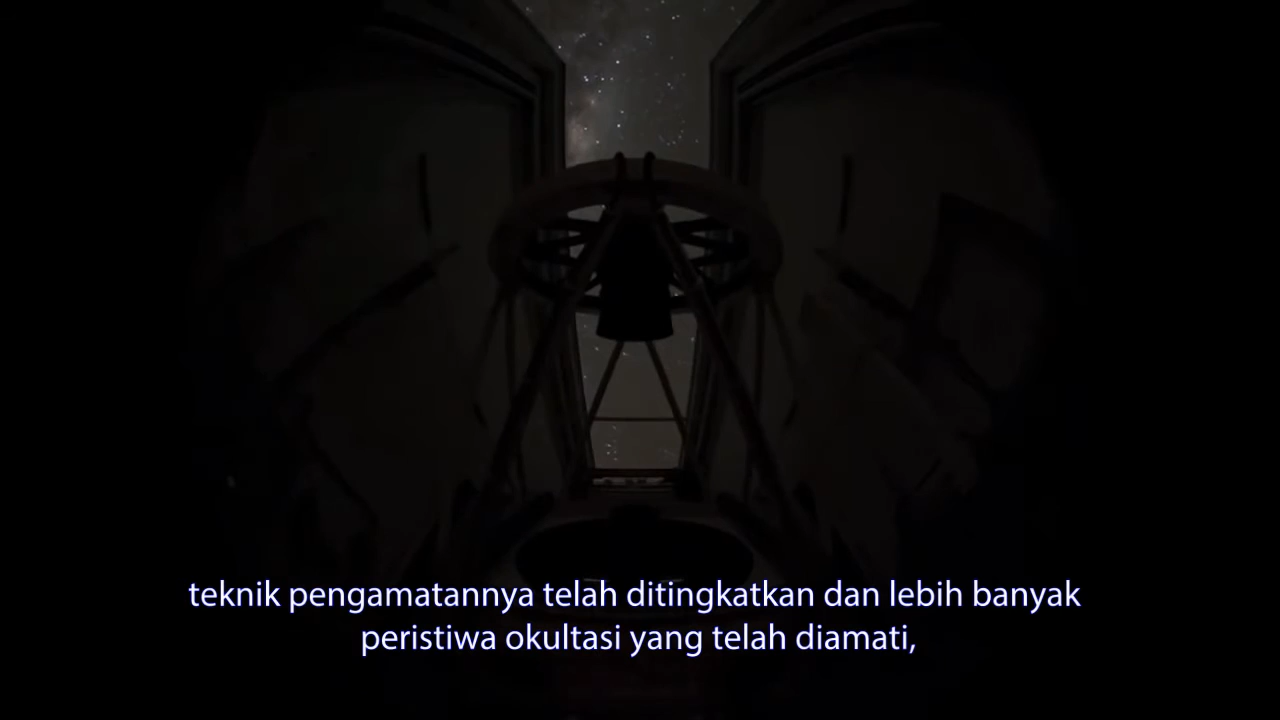 teknik pengamatannya telah ditingkatkan dan lebih banyak
peristiwa okultasi yang telah diamati,